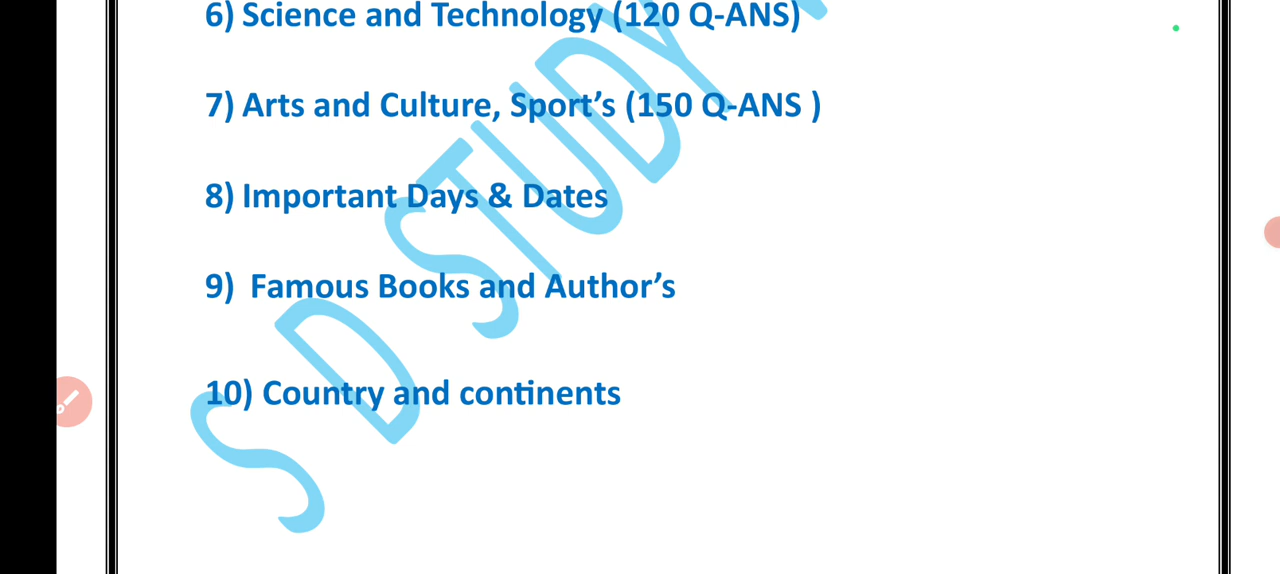 6) Science and Technology (120 Q-ANS)
7) Arts and Culture, Sport’s (150 Q-ANS )
8) Important Days & Dates
9) Famous Books and Author’s
10) Country and continents
S D STUDY